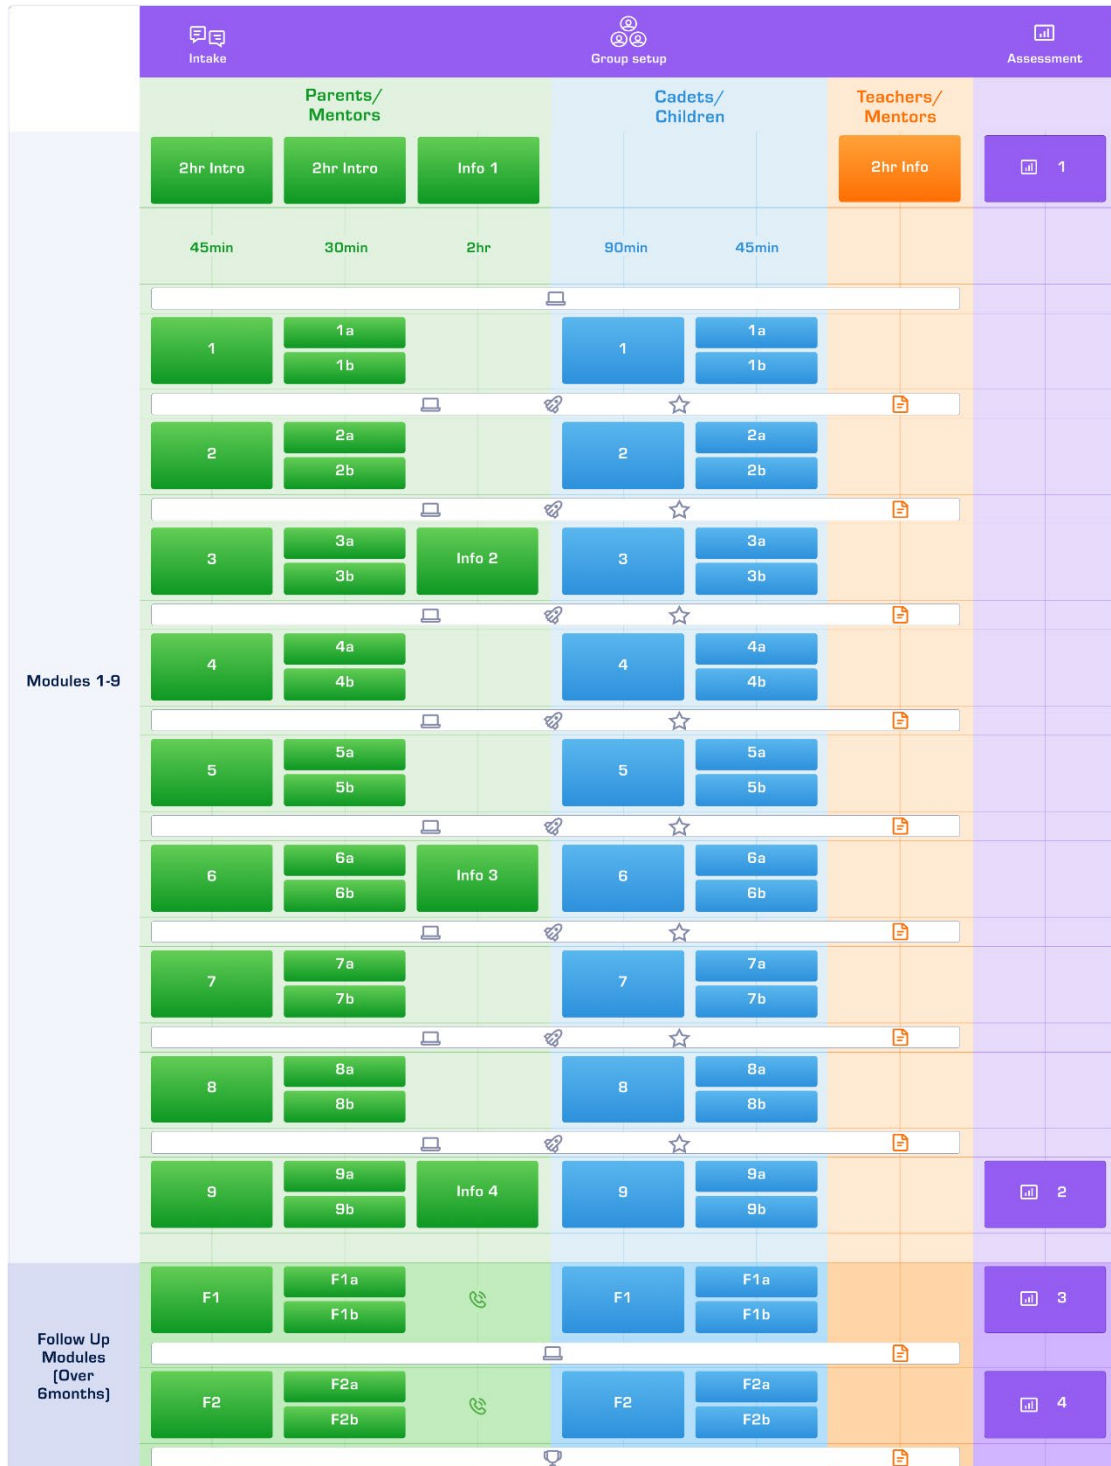 Intake
Group setup
Assessment
Parents/
Mentors
Cadets/
Children
Teachers/
Mentors
2hr Intro
2hr Intro
Info 1
2hr Info
1
45min
30min
2hr
90min
45min
1
1a
1b
1
1a
1b
2
2a
2b
2
2a
2b
3
3a
3b
Info 2
3
3a
3b
Modules 1-9
4
4a
4b
4
4a
4b
5
5a
5b
5
5a
5b
6
6a
6b
Info 3
6
6a
6b
7
7a
7b
7
7a
7b
8
8a
8b
8
8a
8b
9
9a
9b
Info 4
9
9a
9b
2
Follow Up
Modules
(Over
6months)
F1
F1a
F1b
F1
F1a
F1b
3
F2
F2a
F2b
F2
F2a
F2b
4